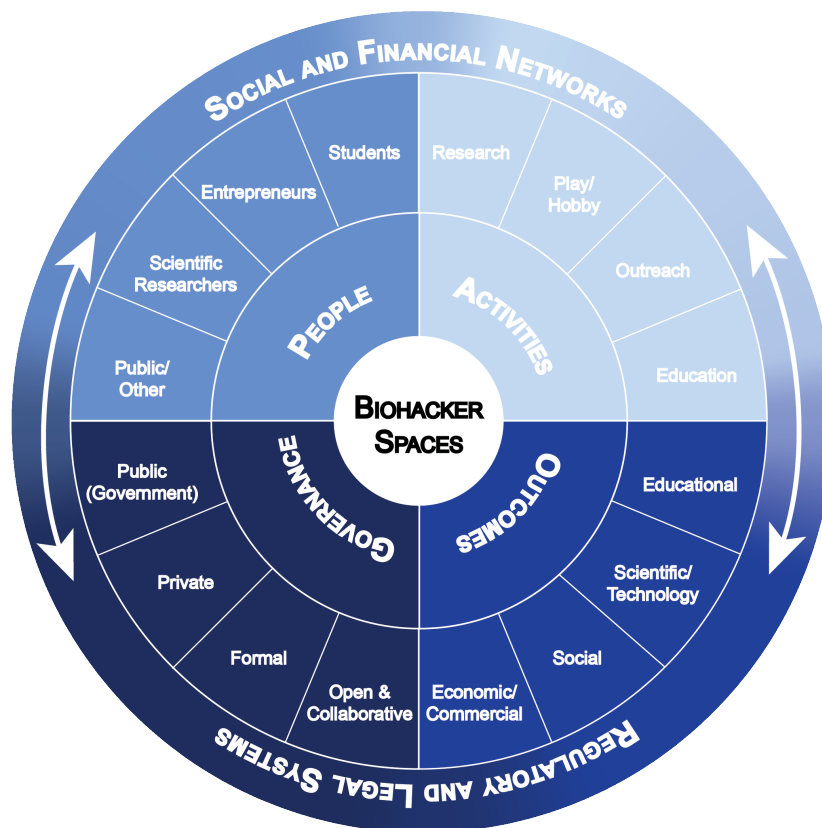 SOCIAL AND FINANCIAL NETWORKS
Students
Research
Entrepreneurs
Play/
Hobby
Scientific
Researchers
Outreach
PEOPLE
ACTIVITIES
Public/
Other
Education
BIOHACKER
SPACES
GOVERNANCE
OUTCOMES
Public
(Government)
Educational
Private
Scientific/
Technology
Formal
Social
Open &
Collaborative
Economic/
Commercial
REGULATORY AND LEGAL SYSTEMS